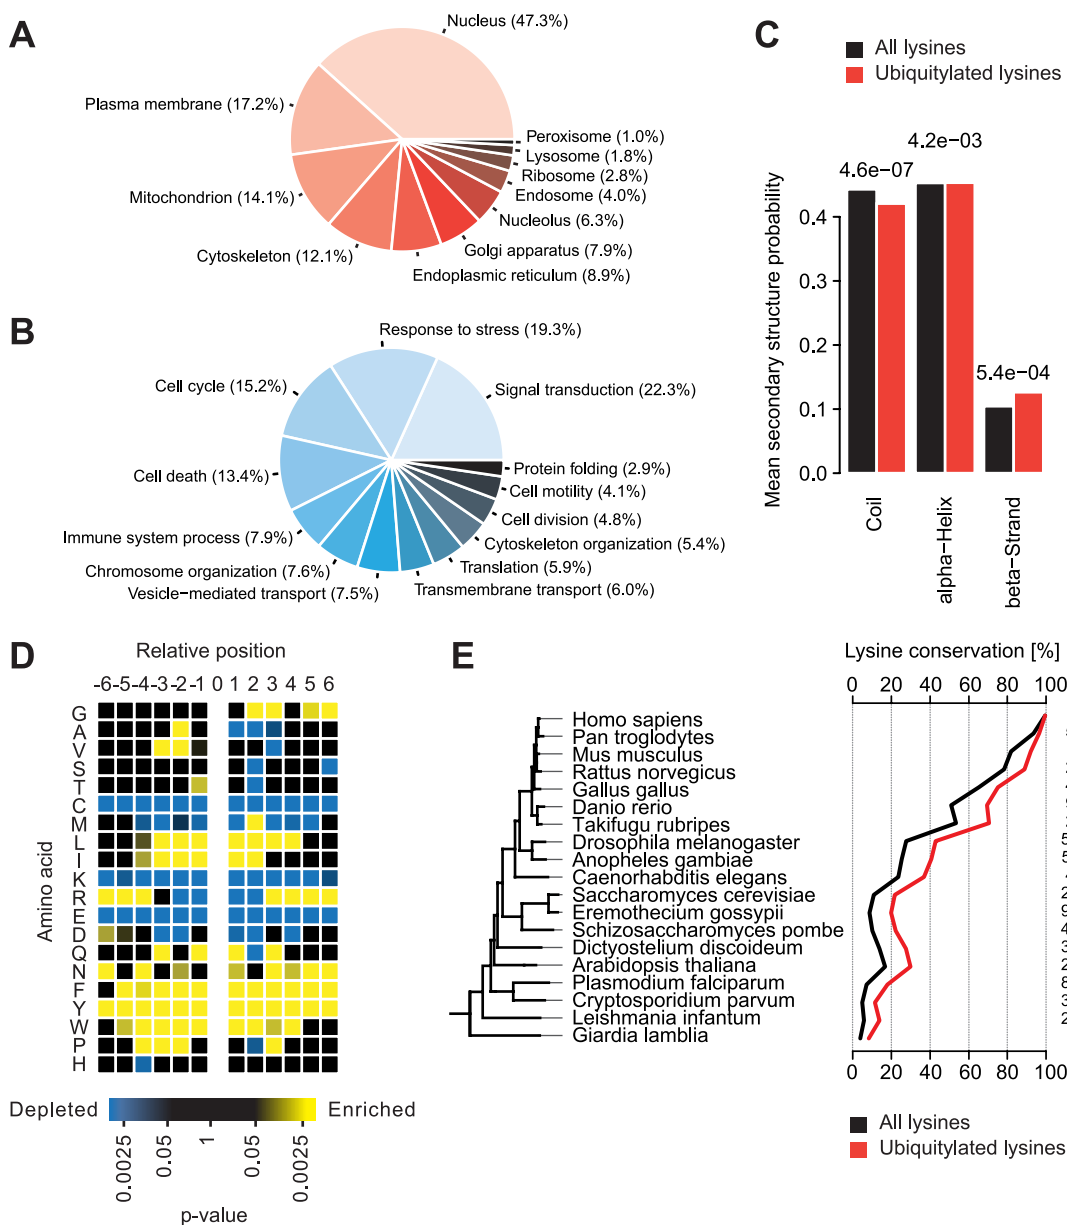 A
Nucleus (47.3%)
Plasma membrane (17.2%)
Mitochondrion (14.1%)
Cytoskeleton (12.1%)
Peroxisome (1.0%)
Lysosome (1.8%)
Ribosome (2.8%)
Endosome (4.0%)
Nucleolus (6.3%)
Golgi apparatus (7.9%)
Endoplasmic reticulum (8.9%)
B
Response to stress (19.3%)
Cell cycle (15.2%)
Signal transduction (22.3%)
Cell death (13.4%)
Protein folding (2.9%)
Cell motility (4.1%)
Cell division (4.8%)
Immune system process (7.9%)
Cytoskeleton organization (5.4%)
Chromosome organization (7.6%)
Translation (5.9%)
Vesicle−mediated transport (7.5%)
Transmembrane transport (6.0%)
C
All lysines
Ubiquitylated lysines
4.2e−03
4.6e−07
5.4e−04
Mean secondary structure probability
0.4
0.3
0.2
0.1
0.0
Coil
alpha−Helix
beta−Strand
D
Relative position
-6 -5 -4 -3 -2 -1 0 1 2 3 4 5 6
Amino acid
G
A
V
S
T
C
M
L
I
K
R
E
D
Q
N
F
Y
W
P
H
Depleted
Enriched
0.0025
0.05
1
0.05
0.0025
p-value
E
Lysine conservation [%]
0 20 40 60 80 100
Homo sapiens
Pan troglodytes
Mus musculus
Rattus norvegicus
Gallus gallus
Danio rerio
Takifugu rubripes
Drosophila melanogaster
Anopheles gambiae
Caenorhabditis elegans
Saccharomyces cerevisiae
Eremothecium gossypii
Schizosaccharomyces pombe
Dictyostelium discoideum
Arabidopsis thaliana
Plasmodium falciparum
Cryptosporidium parvum
Leishmania infantum
Giardia lamblia
0 20 40 60 80 100
All lysines
Ubiquitylated lysines